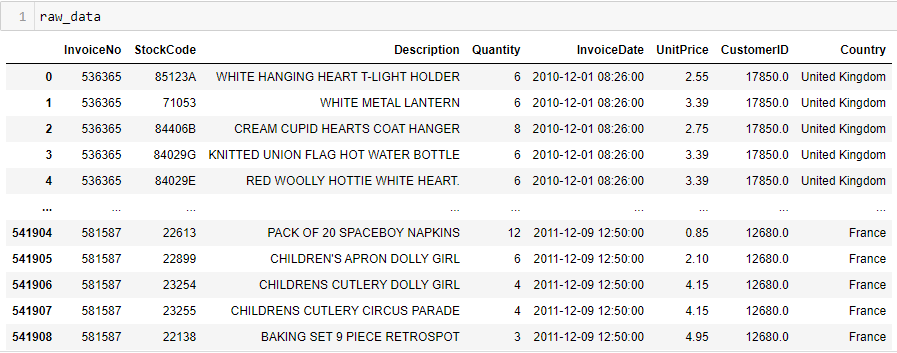 1 raw_data
InvoiceNo StockCode Description Quantity InvoiceDate UnitPrice CustomerID Country
0 536365 85123A WHITE HANGING HEART T-LIGHT HOLDER 6 2010-12-01 08:26:00 2.55 17850.0 United Kingdom
1 536365 71053 WHITE METAL LANTERN 6 2010-12-01 08:26:00 3.39 17850.0 United Kingdom
2 536365 84406B CREAM CUPID HEARTS COAT HANGER 8 2010-12-01 08:26:00 2.75 17850.0 United Kingdom
3 536365 84029G KNITTED UNION FLAG HOT WATER BOTTLE 6 2010-12-01 08:26:00 3.39 17850.0 United Kingdom
4 536365 84029E RED WOOLLY HOTTIE WHITE HEART. 6 2010-12-01 08:26:00 3.39 17850.0 United Kingdom
... ... ... ... ... ... ... ... ...
541904 581587 22613 PACK OF 20 SPACEBOY NAPKINS 12 2011-12-09 12:50:00 0.85 12680.0 France
541905 581587 22899 CHILDREN'S APRON DOLLY GIRL 6 2011-12-09 12:50:00 2.10 12680.0 France
541906 581587 23254 CHILDRENS CUTLERY DOLLY GIRL 4 2011-12-09 12:50:00 4.15 12680.0 France
541907 581587 23255 CHILDRENS CUTLERY CIRCUS PARADE 4 2011-12-09 12:50:00 4.15 12680.0 France
541908 581587 22138 BAKING SET 9 PIECE RETROSPOT 3 2011-12-09 12:50:00 4.95 12680.0 France